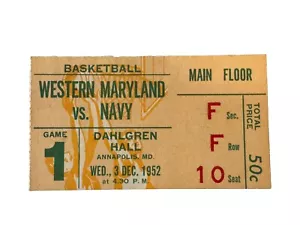 BASKETBALL
WESTERN MARYLAND
vs. NAVY
GAME
1
DAHLGREN
HALL
ANNAPOLIS, MD.
WED., 3 DEC. 1952
at 4:30 P.M.
MAIN FLOOR
F Sec.
F Row
10 Seat
TOTAL
PRICE
50c